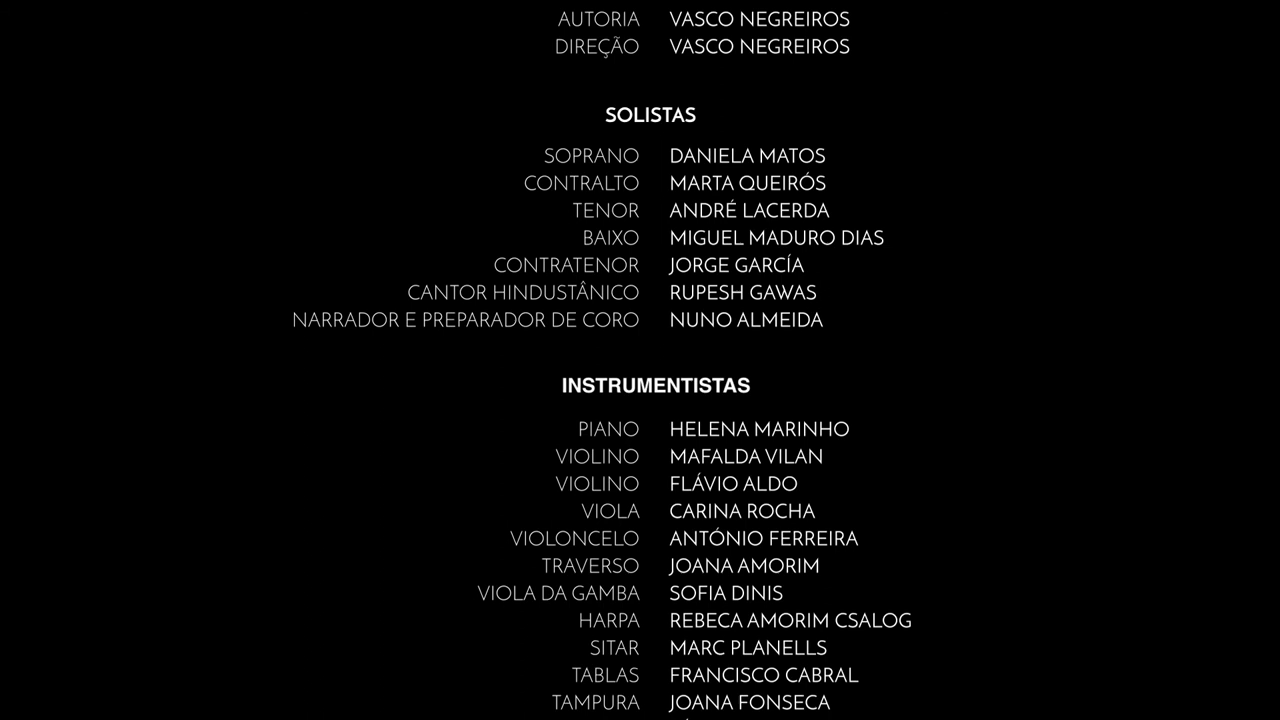 AUTORIA VASCO NEGREIROS
DIREÇÃO VASCO NEGREIROS
SOLISTAS
SOPRANO DANIELA MATOS
CONTRALTO MARTA QUEIRÓS
TENOR ANDRÉ LACERDA
BAIXO MIGUEL MADURO DIAS
CONTRATENOR JORGE GARCÍA
CANTOR HINDUSTÂNICO RUPESH GAWAS
NARRADOR E PREPARADOR DE CORO NUNO ALMEIDA
INSTRUMENTISTAS
PIANO HELENA MARINHO
VIOLINO MAFALDA VILAN
VIOLINO FLÁVIO ALDO
VIOLA CARINA ROCHA
VIOLONCELO ANTÓNIO FERREIRA
TRAVERSO JOANA AMORIM
VIOLA DA GAMBA SOFIA DINIS
HARPA REBECA AMORIM CSALOG
SITAR MARC PLANELLS
TABLAS FRANCISCO CABRAL
TAMPURA JOANA FONSECA